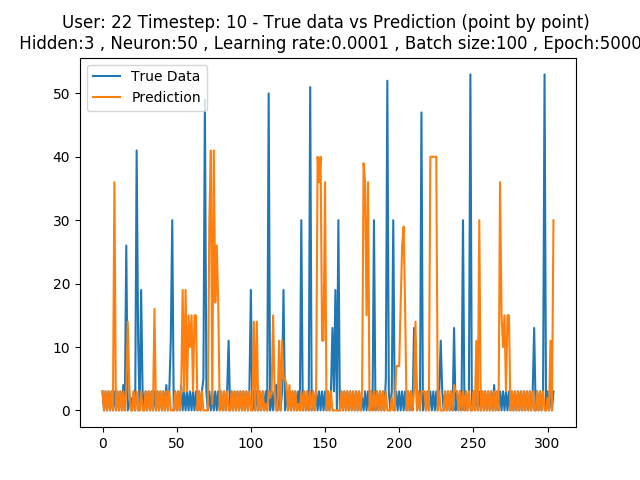 User: 22 Timestep: 10 - True data vs Prediction (point by point)
Hidden:3 , Neuron:50 , Learning rate:0.0001 , Batch size:100 , Epoch:5000
True Data
Prediction
50
40
30
20
10
0
0 50 100 150 200 250 300